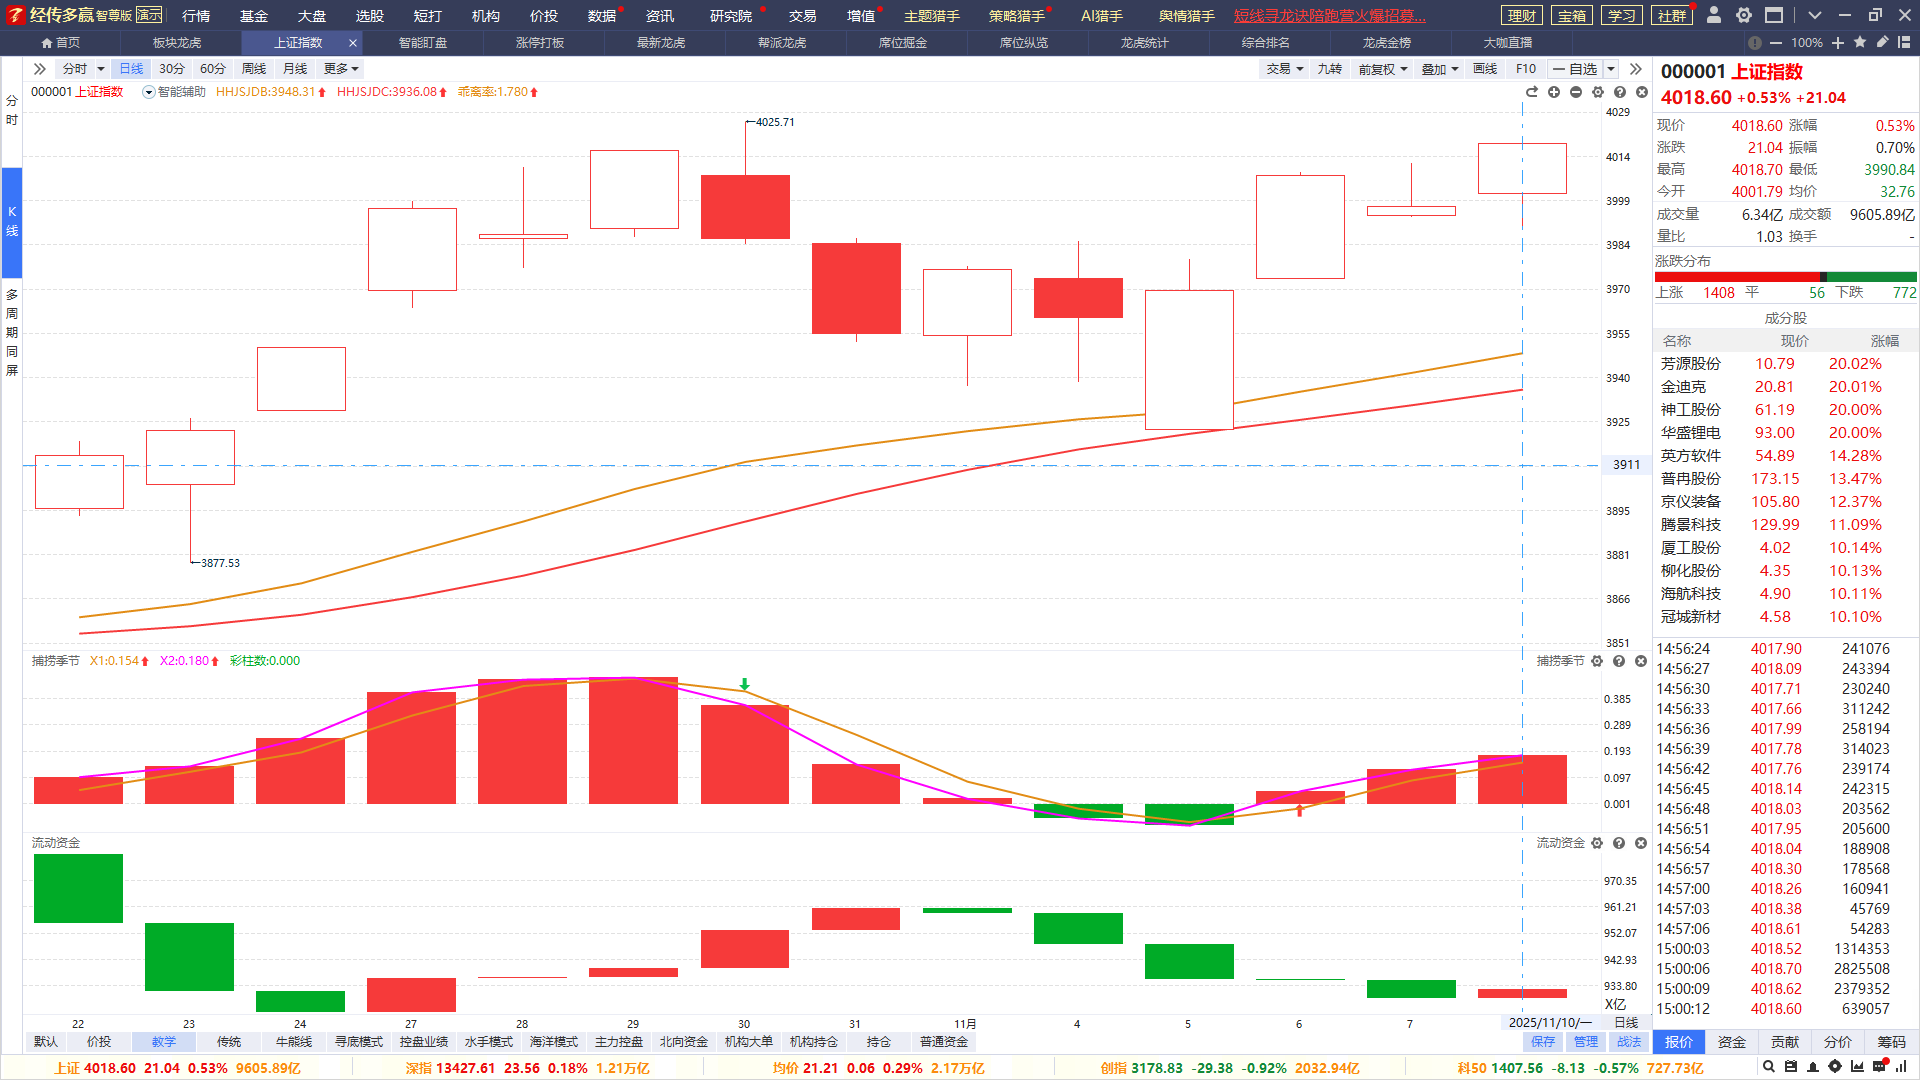 经传多赢 智尊版 演示 行情 基金 大盘 选股 短打 机构 价投 数据 资讯 研究院 交易 增值 主题猎手 策略猎手 AI猎手 舆情猎手 短线寻龙诀陪跑营火爆招募... 理财 宝箱 学习 社群
首页 板块龙虎 上证指数 智能盯盘 涨停打板 最新龙虎 帮派龙虎 席位掘金 席位纵览 龙虎统计 综合排名 龙虎金榜 大咖直播 100%
分时 日线 30分 60分 周线 月线 更多 交易 九转 前复权 叠加 画线 F10 自选
000001 上证指数 智能辅助 HHJSJDB:3948.31 HHJSJDC:3936.08 乖离率:1.780
分时
K线
多周期同屏
4025.71
3877.53
4029
4014
3999
3984
3970
3955
3940
3925
3911
3895
3881
3866
3851
捕捞季节 X1:0.154 X2:0.180 彩柱数:0.000 捕捞季节
0.385
0.289
0.193
0.097
0.001
流动资金 流动资金
970.35
961.21
952.07
942.93
933.80
X亿
22 23 24 27 28 29 30 31 11月 4 5 6 7 2025/11/10/一 日线
默认 价投 教学 传统 牛能线 寻底模式 控盘业绩 水手模式 海洋模式 主力控盘 北向资金 机构大单 机构持仓 持仓 普通资金 保存 管理 战法
000001 上证指数
4018.60 +0.53% +21.04
现价 4018.60 涨幅 0.53%
涨跌 21.04 振幅 0.70%
最高 4018.70 最低 3990.84
今开 4001.79 均价 32.76
成交量 6.34亿 成交额 9605.89亿
量比 1.03 换手 -
涨跌分布
上涨 1408 平 56 下跌 772
成分股
名称 现价 涨幅
芳源股份 10.79 20.02%
金迪克 20.81 20.01%
神工股份 61.19 20.00%
华盛锂电 93.00 20.00%
英方软件 54.89 14.28%
普冉股份 173.15 13.47%
京仪装备 105.80 12.37%
腾景科技 129.99 11.09%
厦工股份 4.02 10.14%
柳化股份 4.35 10.13%
海航科技 4.90 10.11%
冠城新材 4.58 10.10%
14:56:24 4017.90 241076
14:56:27 4018.09 243394
14:56:30 4017.71 230240
14:56:33 4017.66 311242
14:56:36 4017.99 258194
14:56:39 4017.78 314023
14:56:42 4017.76 239174
14:56:45 4018.14 242315
14:56:48 4018.03 203562
14:56:51 4017.95 205600
14:56:54 4018.04 188908
14:56:57 4018.30 178568
14:57:00 4018.26 160941
14:57:03 4018.38 45769
14:57:06 4018.61 54283
15:00:03 4018.52 1314353
15:00:06 4018.70 2825508
15:00:09 4018.62 2379352
15:00:12 4018.60 639057
报价 资金 贡献 分价 筹码
上证 4018.60 21.04 0.53% 9605.89亿 深指 13427.61 23.56 0.18% 1.21万亿 均价 21.21 0.06 0.29% 2.17万亿 创指 3178.83 -29.38 -0.92% 2032.94亿 科50 1407.56 -8.13 -0.57% 727.73亿